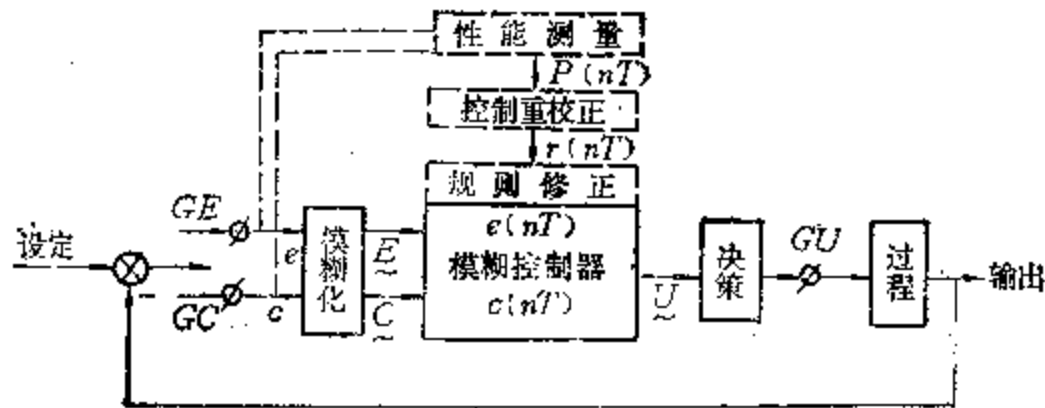 性能测量
P(nT)
控制重校正
r(nT)
规则修正
GE
e(nT)
GU
设定
e
模糊化
E
模糊控制器
决策
过程
输出
U
GC
c
C
c(nT)